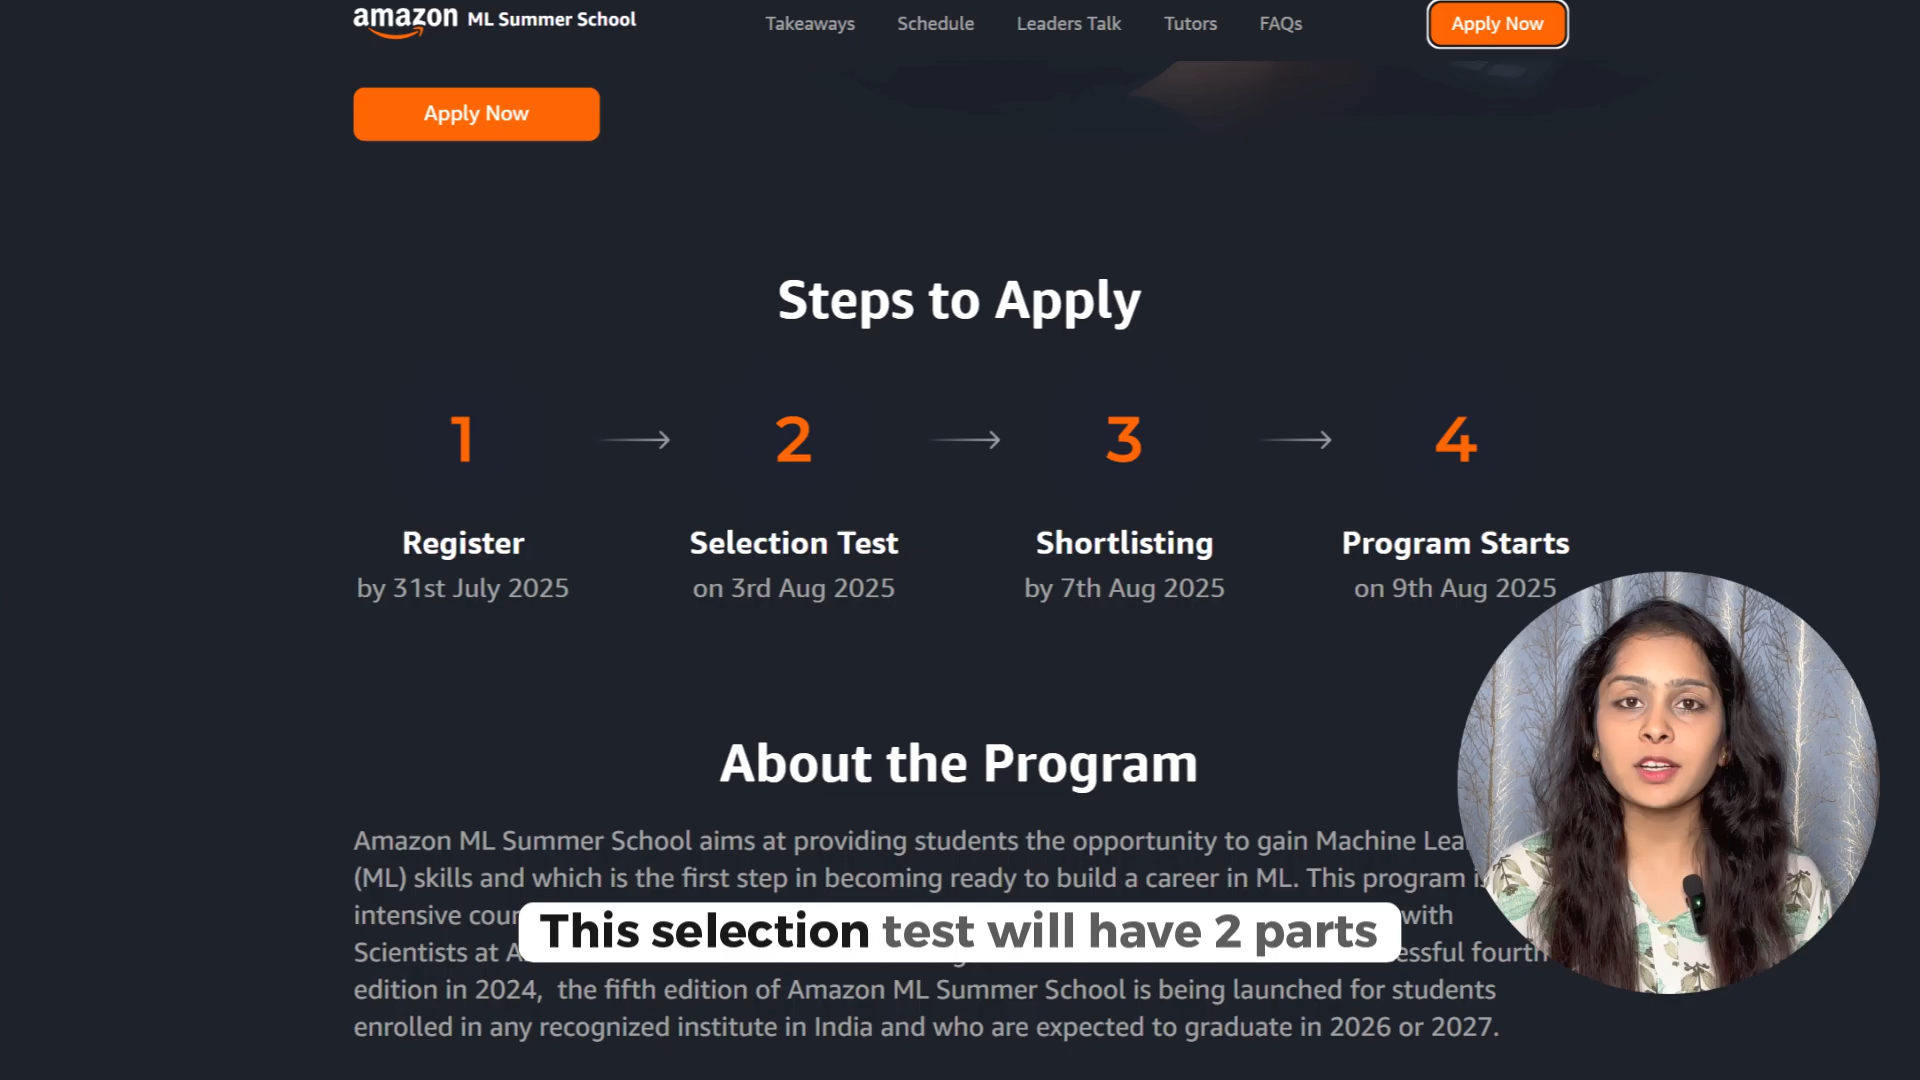 amazon ML Summer School
Takeaways
Schedule
Leaders Talk
Tutors
FAQs
Apply Now
Apply Now
Steps to Apply
1
2
3
4
Register
by 31st July 2025
Selection Test
on 3rd Aug 2025
Shortlisting
by 7th Aug 2025
Program Starts
on 9th Aug 2025
About the Program
Amazon ML Summer School aims at providing students the opportunity to gain Machine
(ML) skills and which is the first step in becoming ready to build a career in ML. This program
intensive with
Scientists at fourth
edition in 2024, the fifth edition of Amazon ML Summer School is being launched for students
enrolled in any recognized institute in India and who are expected to graduate in 2026 or 2027.
This selection test will have 2 parts